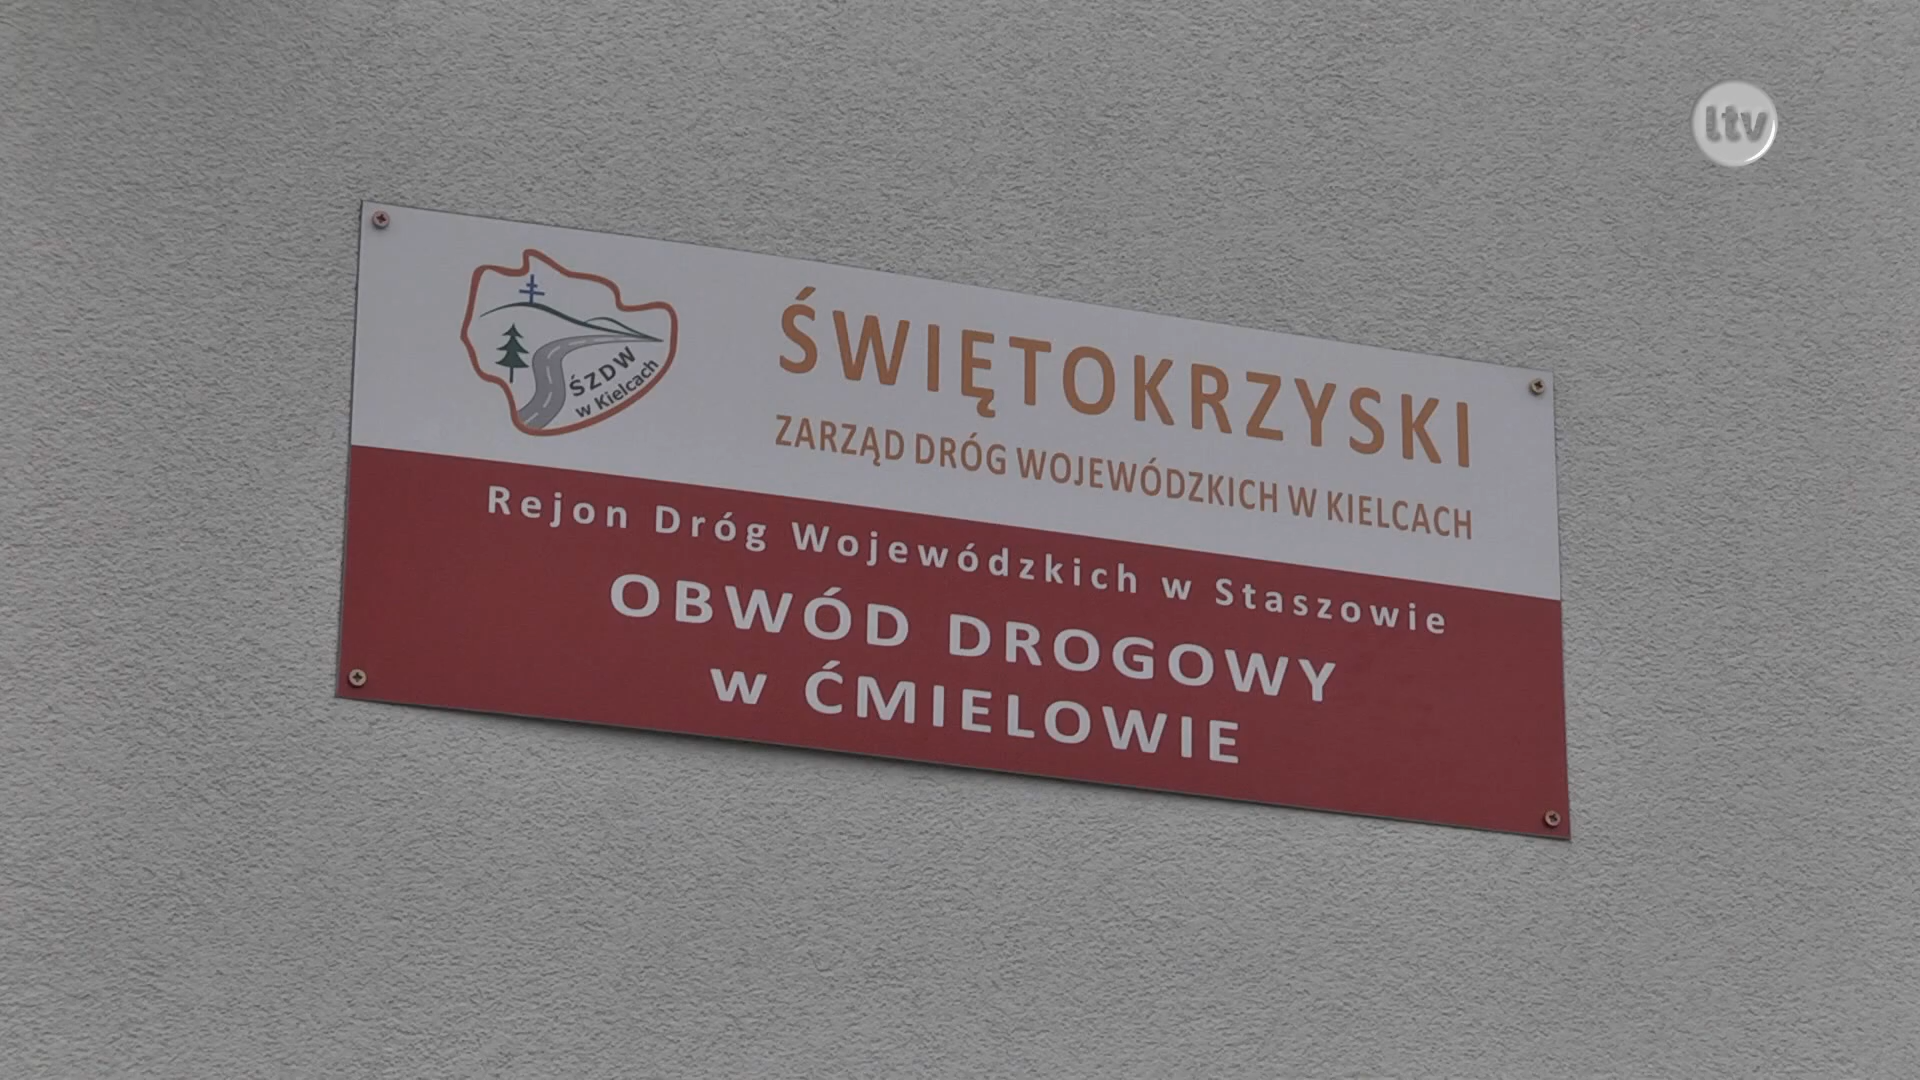 ltv
ŚWIĘTOKRZYSKI
ZARZĄD DRÓG WOJEWÓDZKICH W KIELCACH
ŚZDW
w Kielcach
Rejon Dróg Wojewódzkich w Staszowie
OBWÓD DROGOWY
w ĆMIELOWIE